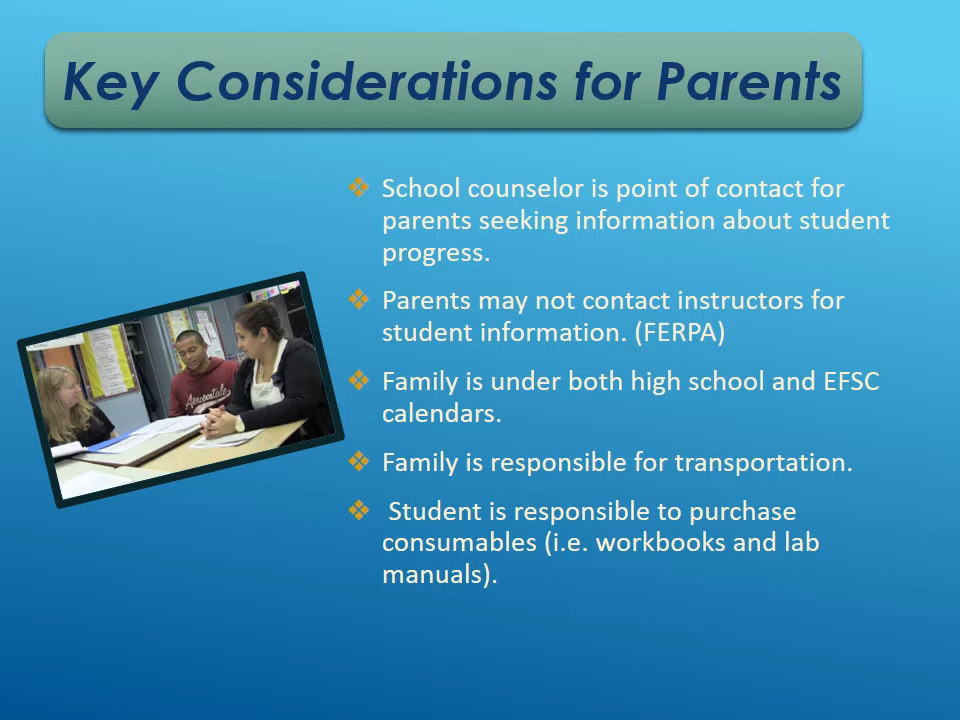 Key Considerations for Parents
School counselor is point of contact for
parents seeking information about student
progress.
Parents may not contact instructors for
student information. (FERPA)
Family is under both high school and EFSC
calendars.
Family is responsible for transportation.
Student is responsible to purchase
consumables (i.e. workbooks and lab
manuals).
Aeropostale